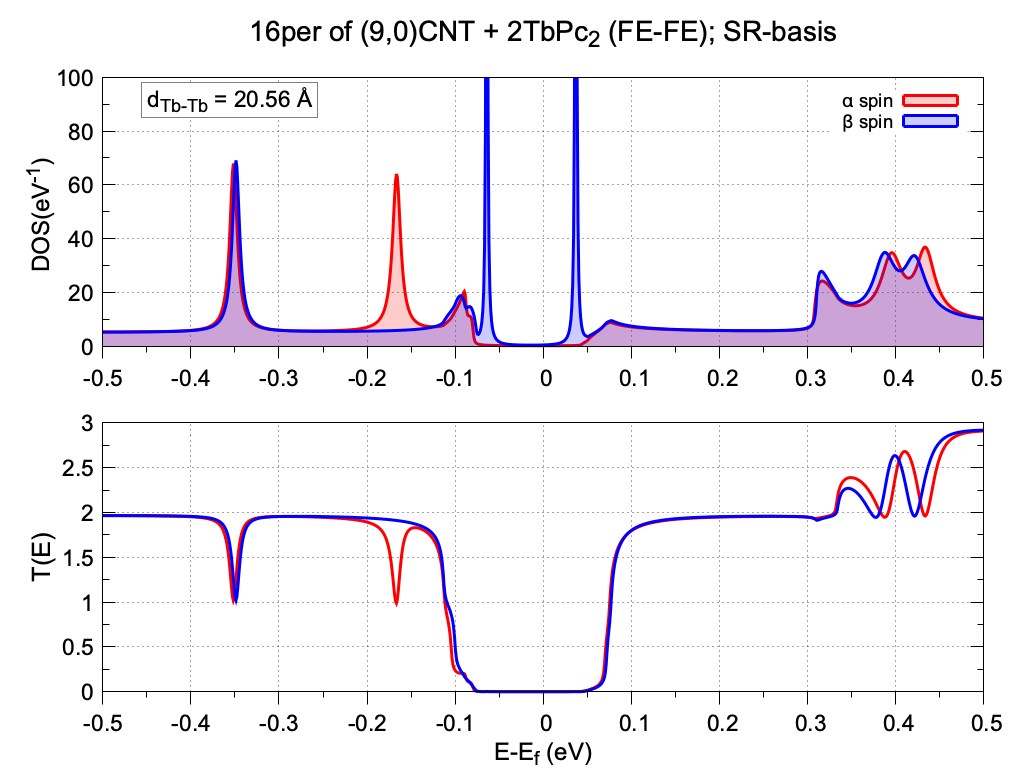 16per of (9,0)CNT + 2TbPc2 (FE-FE); SR-basis
100
80
60
40
20
0
DOS(eV-1)
dTb-Tb = 20.56 Å
α spin
β spin
-0.5 -0.4 -0.3 -0.2 -0.1 0 0.1 0.2 0.3 0.4 0.5
3
2.5
2
1.5
1
0.5
0
T(E)
-0.5 -0.4 -0.3 -0.2 -0.1 0 0.1 0.2 0.3 0.4 0.5
E-Ef (eV)